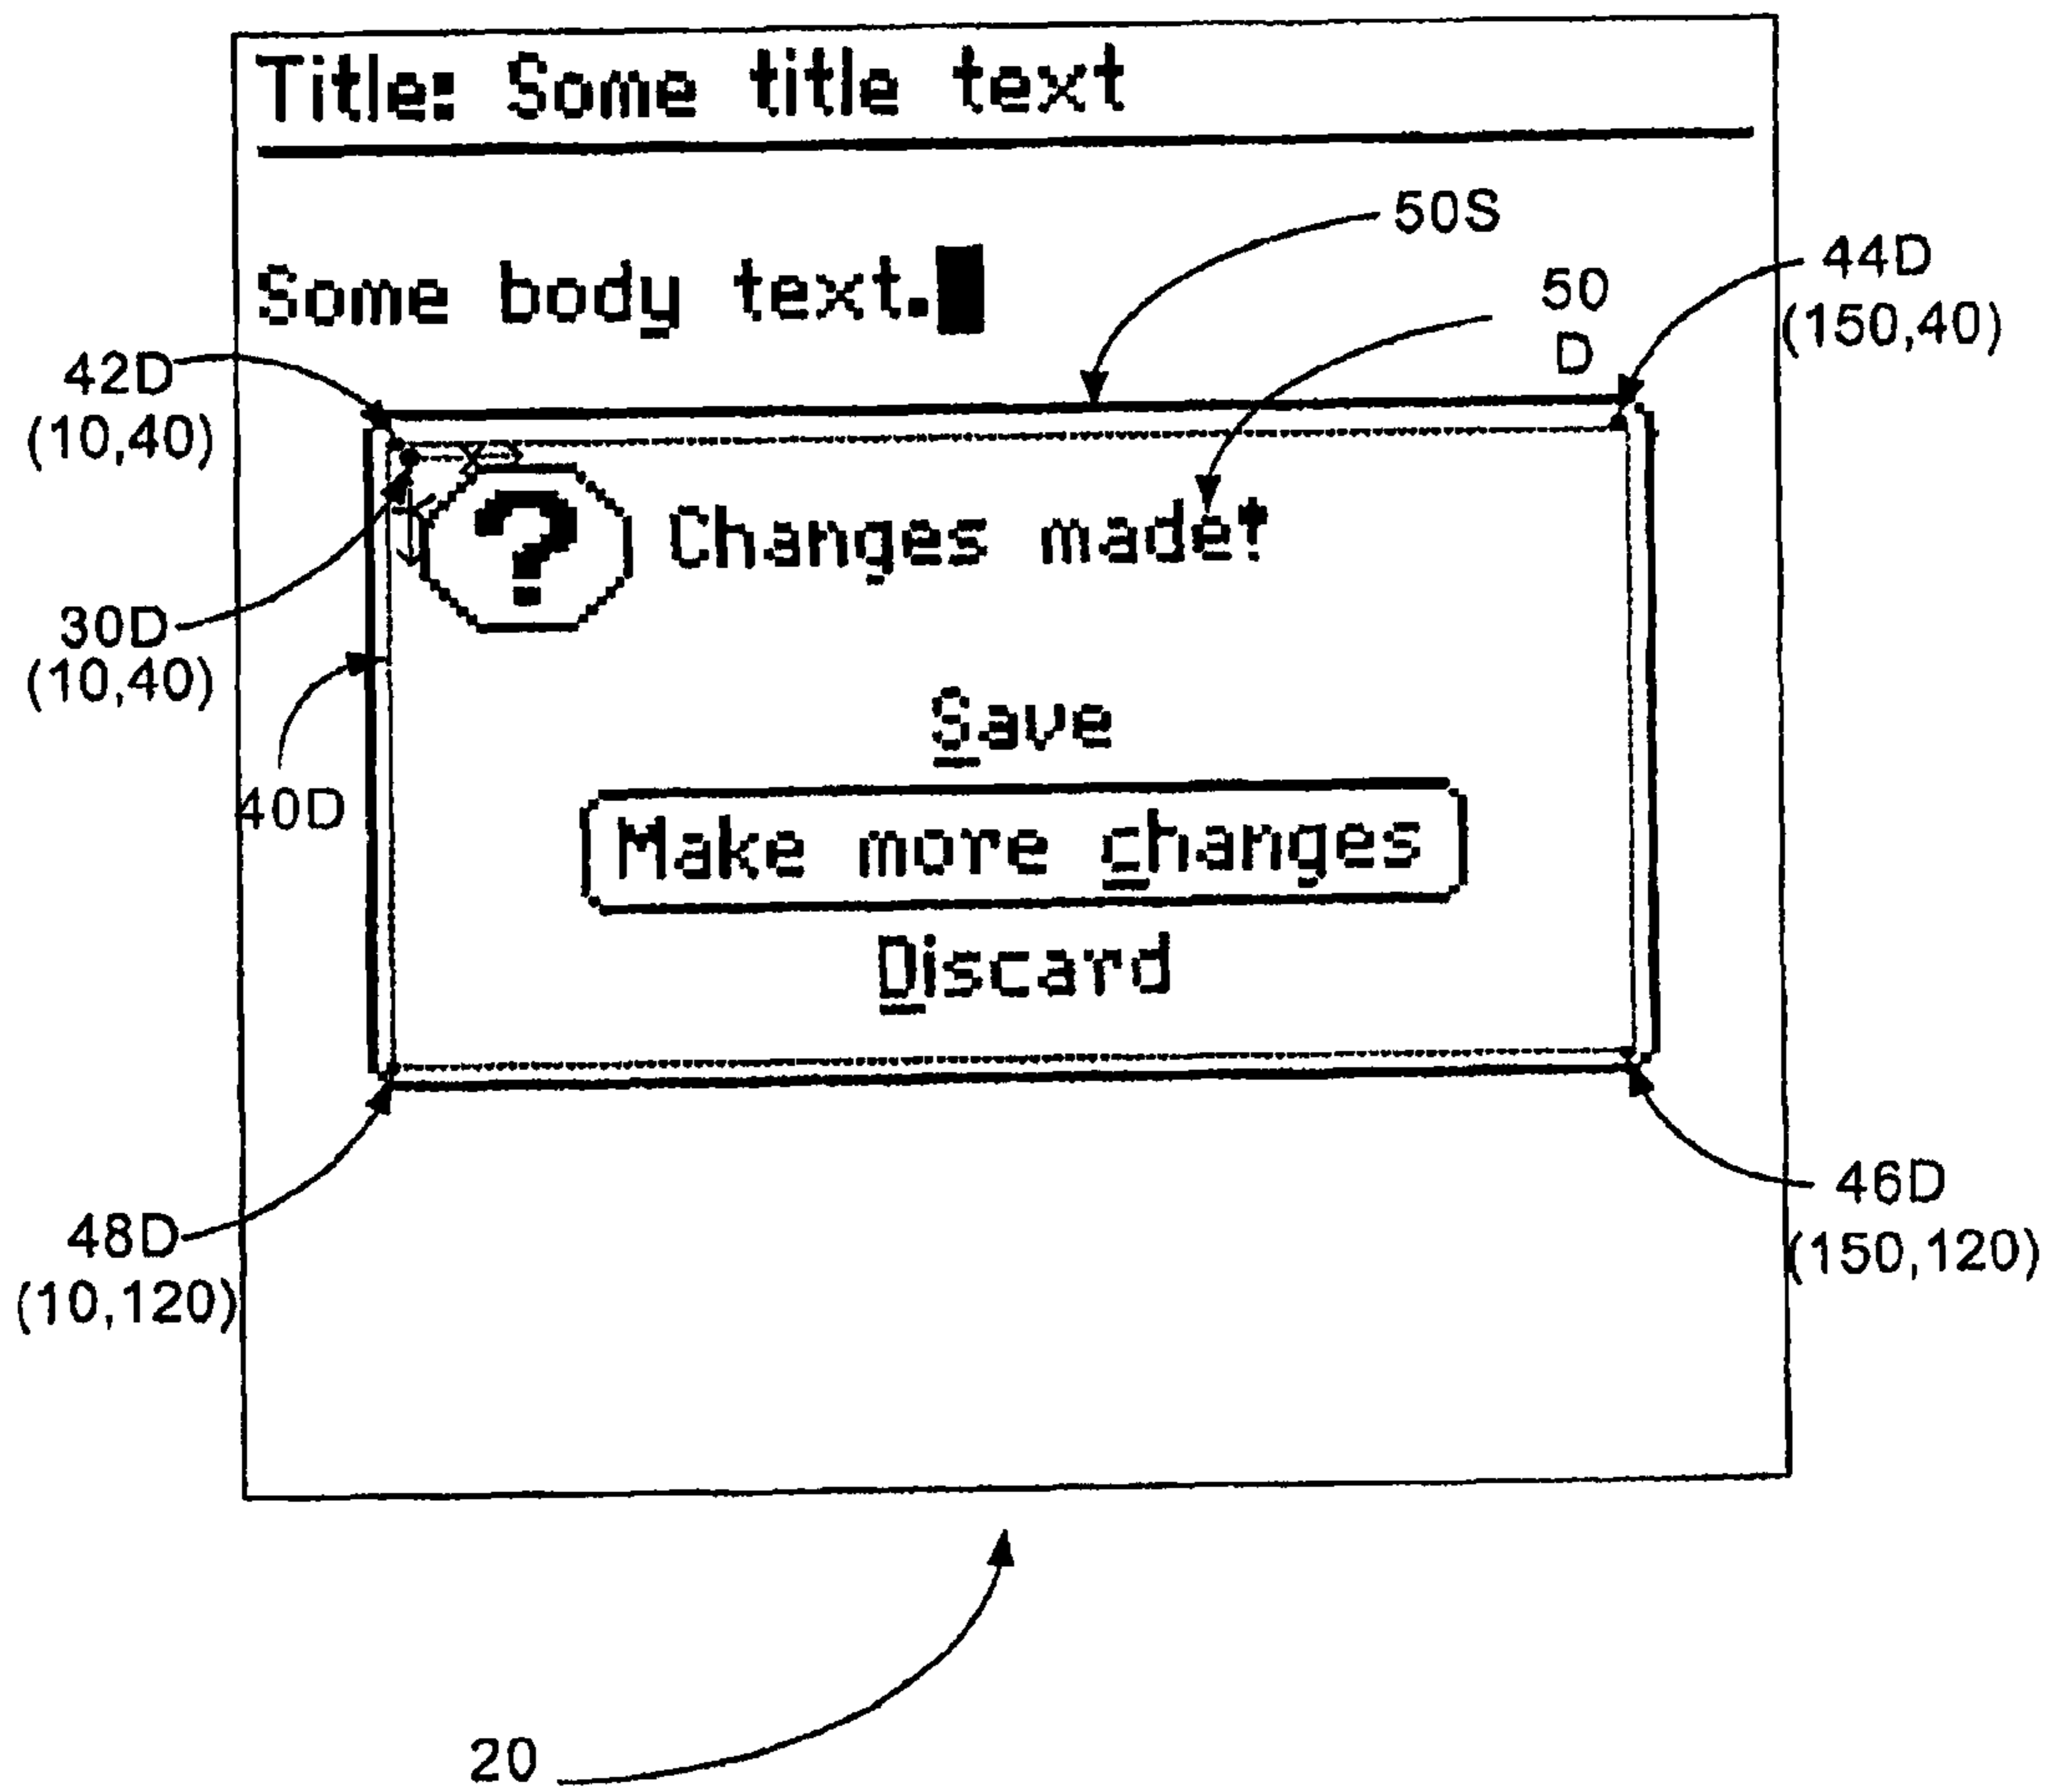 Title: Some title text
50S
44D
(150,40)
50
D
Some body text.
42D
(10,40)
? Changes made!
30D
(10,40)
Save
40D
Make more changes
Discard
46D
(150,120)
48D
(10,120)
20